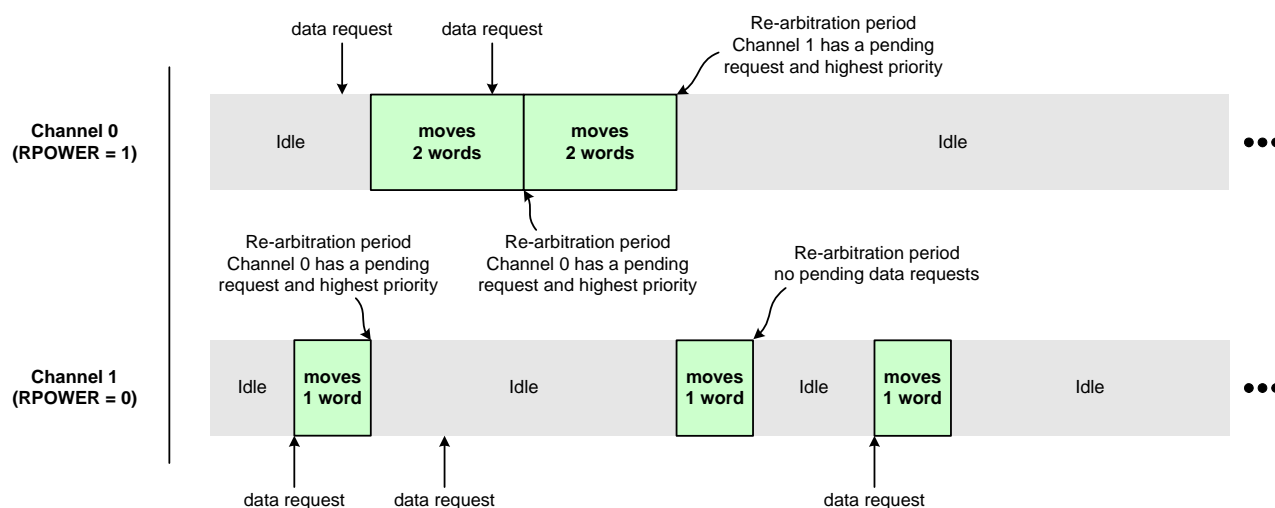 data request
data request
Re-arbitration period
Channel 1 has a pending
request and highest priority
Channel 0
(RPOWER = 1)
Idle
moves
2 words
moves
2 words
Idle
Re-arbitration period
Channel 0 has a pending
request and highest priority
Re-arbitration period
Channel 0 has a pending
request and highest priority
Re-arbitration period
no pending data requests
Channel 1
(RPOWER = 0)
Idle
moves
1 word
Idle
moves
1 word
Idle
moves
1 word
Idle
data request
data request
data request